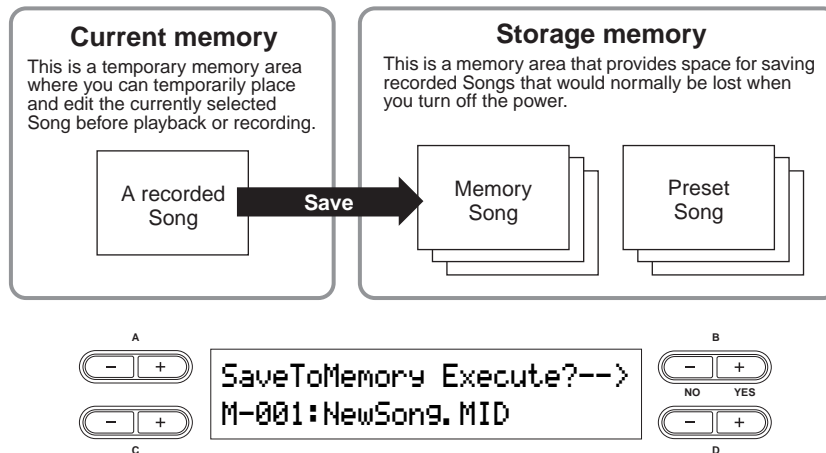 Current memory
This is a temporary memory area
where you can temporarily place
and edit the currently selected
Song before playback or recording.
A recorded
Song
Save
Storage memory
This is a memory area that provides space for saving
recorded Songs that would normally be lost when
you turn off the power.
Memory
Song
Preset
Song
A
- +
C
- +
SaveToMemory Execute?-->
M-001:NewSong.MID
B
- +
NO YES
- +
D